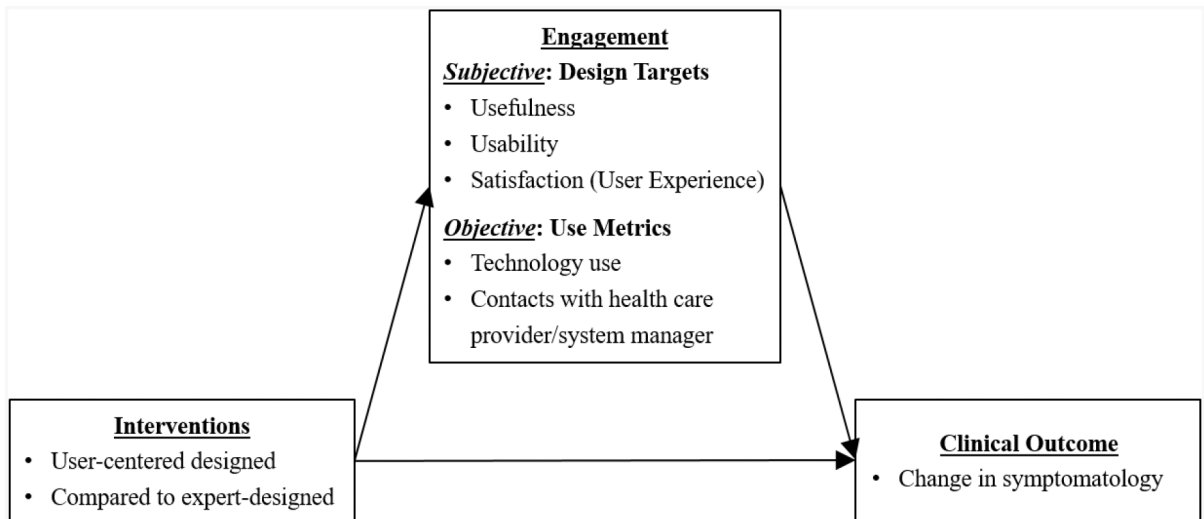 Engagement
Subjective: Design Targets
• Usefulness
• Usability
• Satisfaction (User Experience)
Objective: Use Metrics
• Technology use
• Contacts with health care
provider/system manager
Interventions
• User-centered designed
• Compared to expert-designed
Clinical Outcome
• Change in symptomatology